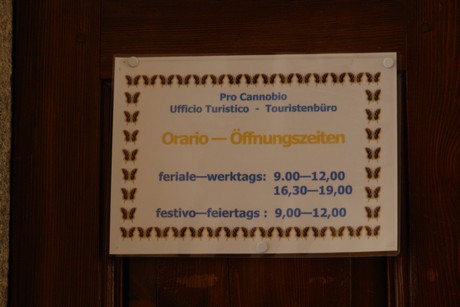 Pro Cannobio
Ufficio Turistico - Touristenbüro
Orario — Öffnungszeiten
feriale—werktags: 9.00—12,00
16,30—19,00
festivo—feiertags : 9,00—12,00